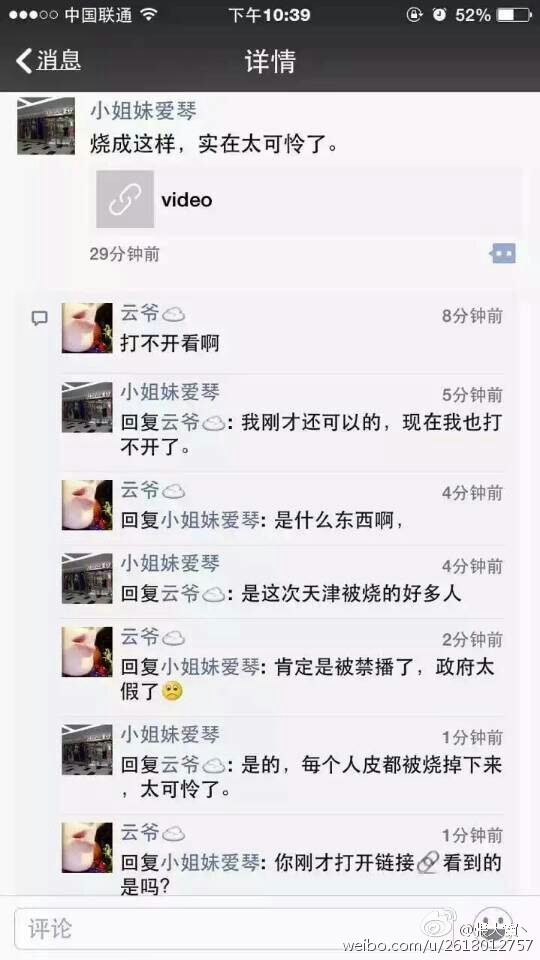 中国联通 下午10:39 52%
消息 详情
小姐妹爱琴
烧成这样，实在太可怜了。
video
29分钟前
云爷 8分钟前
打不开看啊
小姐妹爱琴 5分钟前
回复云爷: 我刚才还可以的，现在我也打
不开了。
云爷 4分钟前
回复小姐妹爱琴: 是什么东西啊，
小姐妹爱琴 4分钟前
回复云爷: 是这次天津被烧的好多人
云爷 2分钟前
回复小姐妹爱琴: 肯定是被禁播了，政府太
假了
小姐妹爱琴 1分钟前
回复云爷: 是的，每个人皮都被烧掉下来
，太可怜了。
云爷 1分钟前
回复小姐妹爱琴: 你刚才打开链接看到的
是吗？
评论
weibo.com/u/2618012757